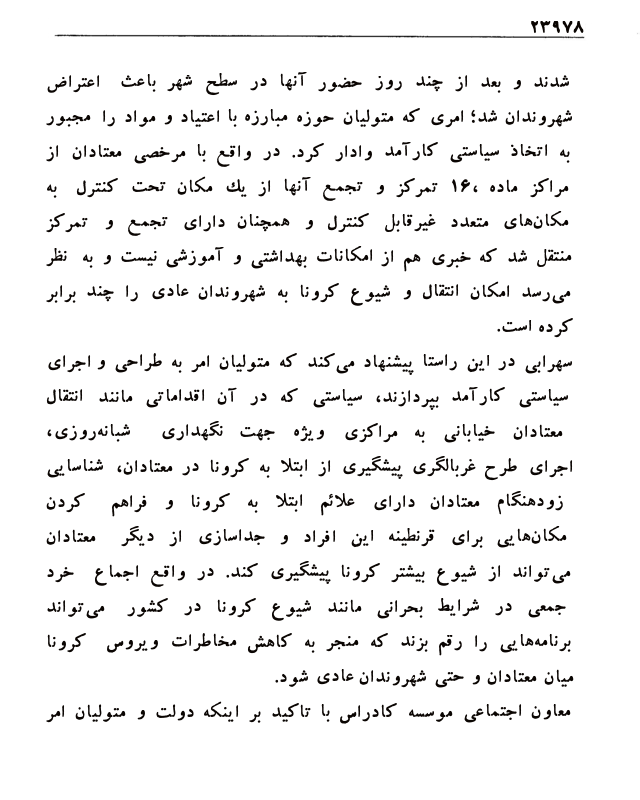 ۲۳۹۷۸
شدند و بعد از چند روز حضور آنها در سطح شهر باعث اعتراض
شهروندان شد؛ امری که متولیان حوزه مبارزه با اعتیاد و مواد را مجبور
به اتخاذ سیاستی کارآمد وادار کرد. در واقع با مرخصی معتادان از
مراکز ماده ۱۶، تمرکز و تجمع آنها از یك مکان تحت کنترل به
مکان‌های متعدد غیرقابل کنترل و همچنان دارای تجمع و تمرکز
منتقل شد که خبری هم از امکانات بهداشتی و آموزشی نیست و به نظر
می‌رسد امکان انتقال و شیوع کرونا به شهروندان عادی را چند برابر
کرده است.
سهرابی در این راستا پیشنهاد می‌کند که متولیان امر به طراحی و اجرای
سیاستی کارآمد بپردازند، سیاستی که در آن اقداماتی مانند انتقال
معتادان خیابانی به مراکزی ویژه جهت نگهداری شبانه‌روزی،
اجرای طرح غربالگری پیشگیری از ابتلا به کرونا در معتادان، شناسایی
زودهنگام معتادان دارای علائم ابتلا به کرونا و فراهم کردن
مکان‌هایی برای قرنطینه این افراد و جداسازی از دیگر معتادان
می‌تواند از شیوع بیشتر کرونا پیشگیری کند. در واقع اجماع خرد
جمعی در شرایط بحرانی مانند شیوع کرونا در کشور می‌تواند
برنامه‌هایی را رقم بزند که منجر به کاهش مخاطرات ویروس کرونا
میان معتادان و حتی شهروندان عادی شود.
معاون اجتماعی موسسه کادراس با تاکید بر اینکه دولت و متولیان امر